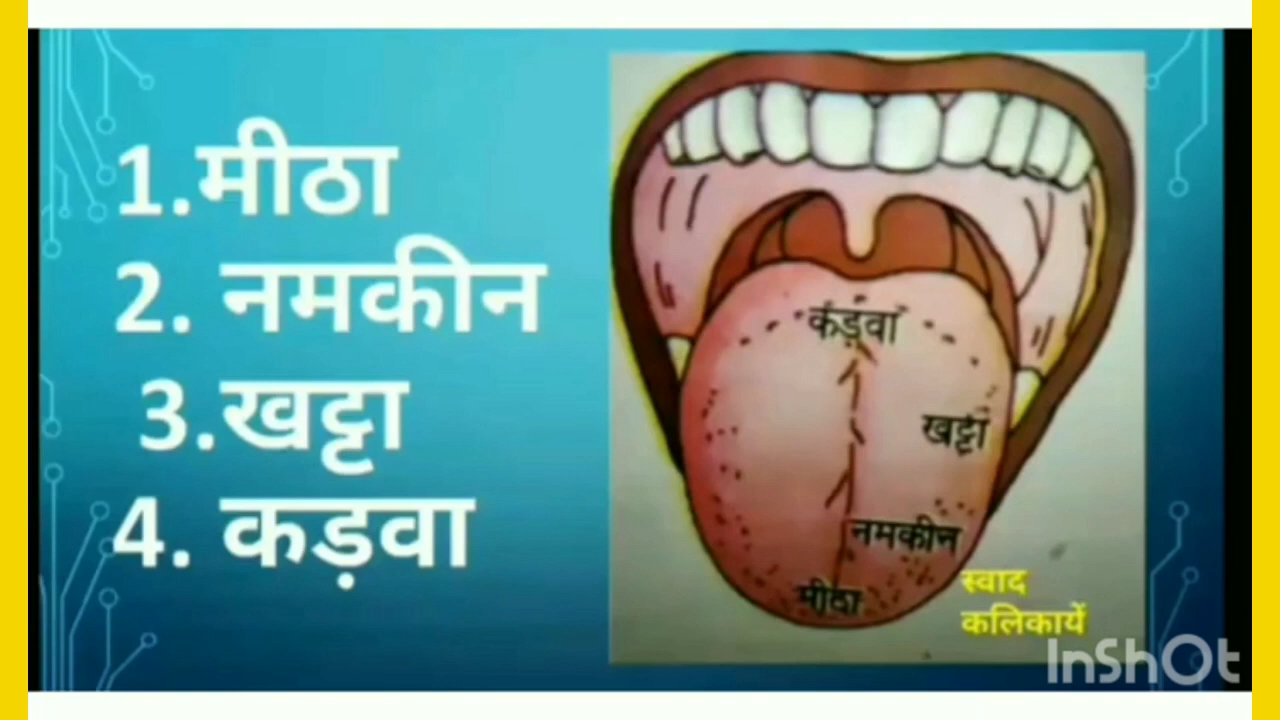 1.मीठा
2. नमकीन
3.खट्टा
4. कड़वा
कड़वा
खट्टा
नमकीन
मीठा
स्वाद
कलिकायें
InShOt